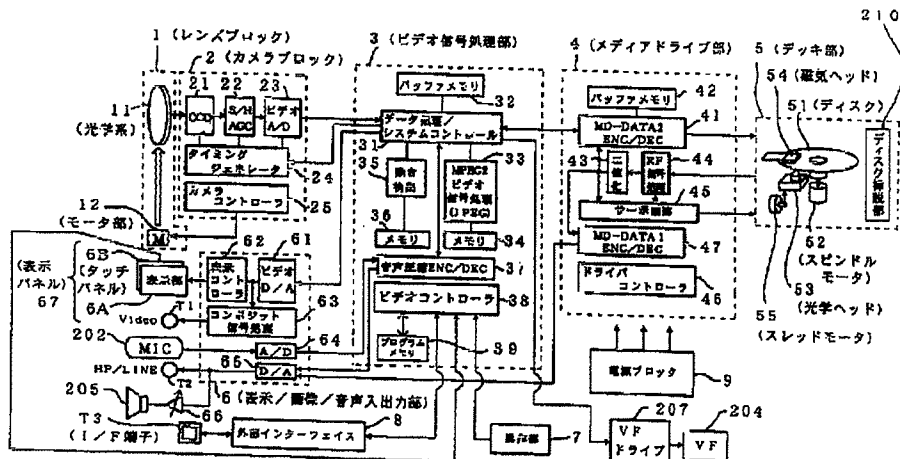 210
1 (レンズブロック)
2 (カメラブロック)
3 (ビデオ信号処理部)
4 (メディアドライブ部)
5 (デッキ部)
54 (磁気ヘッド)
51 (ディスク)
11
(光学系)
21
22
23
CCD
S/H
AGC
ビデオ
A/D
タイミング
ジェネレータ
24
カメラ
コントローラ
25
12
(モータ部)
M
バッファメモリ
32
データ処理/
システムコントロール
31
35
動き
検出
33
MPEG2
ビデオ
信号処理
(JPEG)
36
メモリ
メモリ
34
音声圧縮ENC/DEC
37
ビデオコントローラ
38
プログラム
メモリ
39
42
バッファメモリ
41
MD-DATA2
ENC/DEC
43
二値化
44
RF
信号
処理
45
サーボ回路
MD-DATA1
ENC/DEC
47
ドライバ
コントローラ
46
ディスク
52
(スピンドル
モータ)
53
(光学ヘッド)
55
(スレッドモータ)
6B
(タッチ
パネル)
(表示
パネル)
67
表示部
6A
62
61
表示
コント
ローラ
ビデオ
D/A
63
コンポジット
信号処理
Video
T1
202
MIC
64
A/D
65
D/A
HP/LINE
T2
205
66
6 (表示/画像/音声入出力部)
T3
(I/F端子)
外部インターフェイス
8
7
電源ブロック
9
207
VF
ドライブ
204
VF